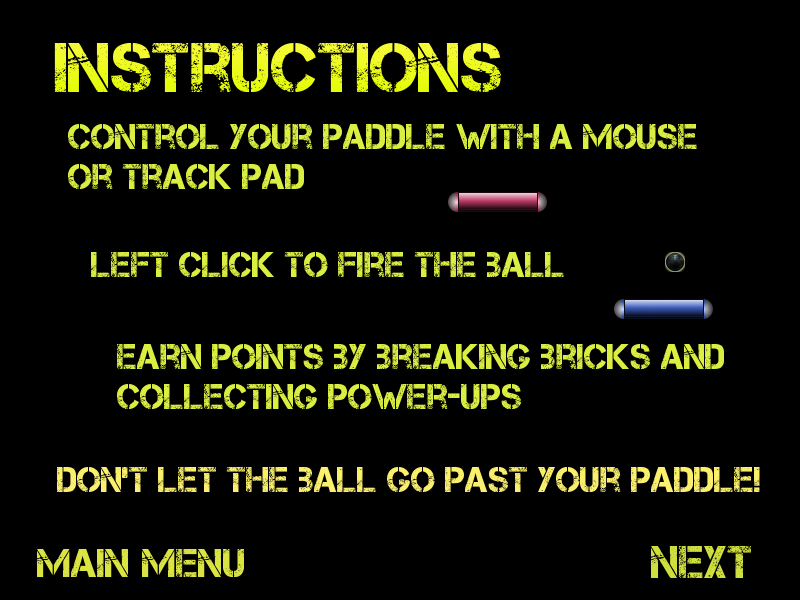 INSTRUCTIONS
CONTROL YOUR PADDLE WITH A MOUSE
OR TRACK PAD
LEFT CLICK TO FIRE THE BALL
EARN POINTS BY BREAKING BRICKS AND
COLLECTING POWER-UPS
DON'T LET THE BALL GO PAST YOUR PADDLE!
MAIN MENU
NEXT